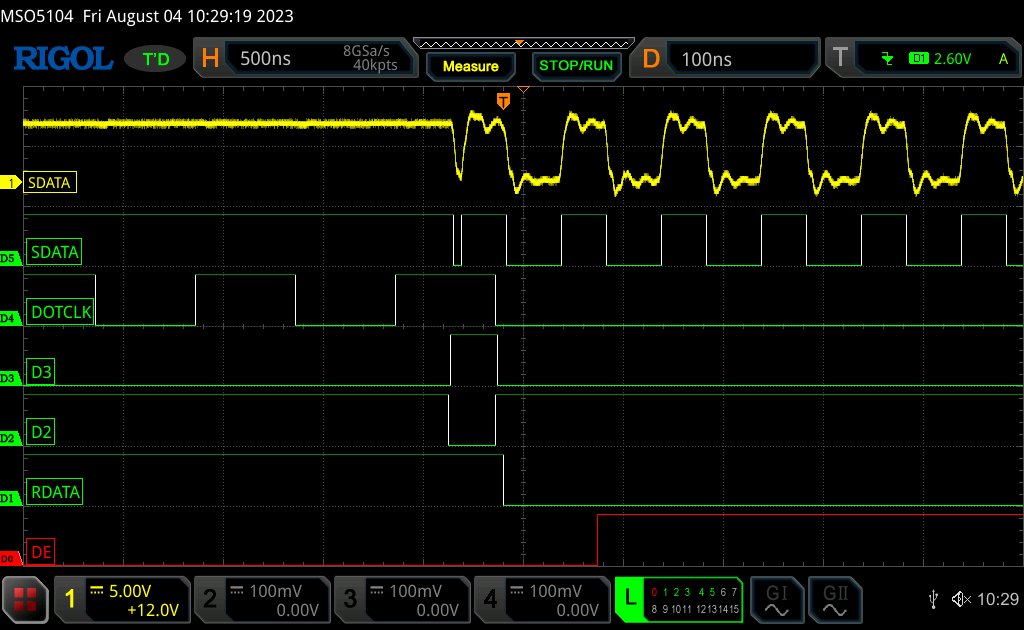 MSO5104 Fri August 04 10:29:19 2023
RIGOL T'D H 500ns 8GSa/s 40kpts Measure STOP/RUN D 100ns T D1 2.60V A
T
1 SDATA
D5 SDATA
D4 DOTCLK
D3 D3
D2 D2
D1 RDATA
D0 DE
1 5.00V +12.0V 2 100mV 0.00V 3 100mV 0.00V 4 100mV 0.00V L 0 1 2 3 4 5 6 7 GI GII 10:29
8 9 10 11 12 13 14 15